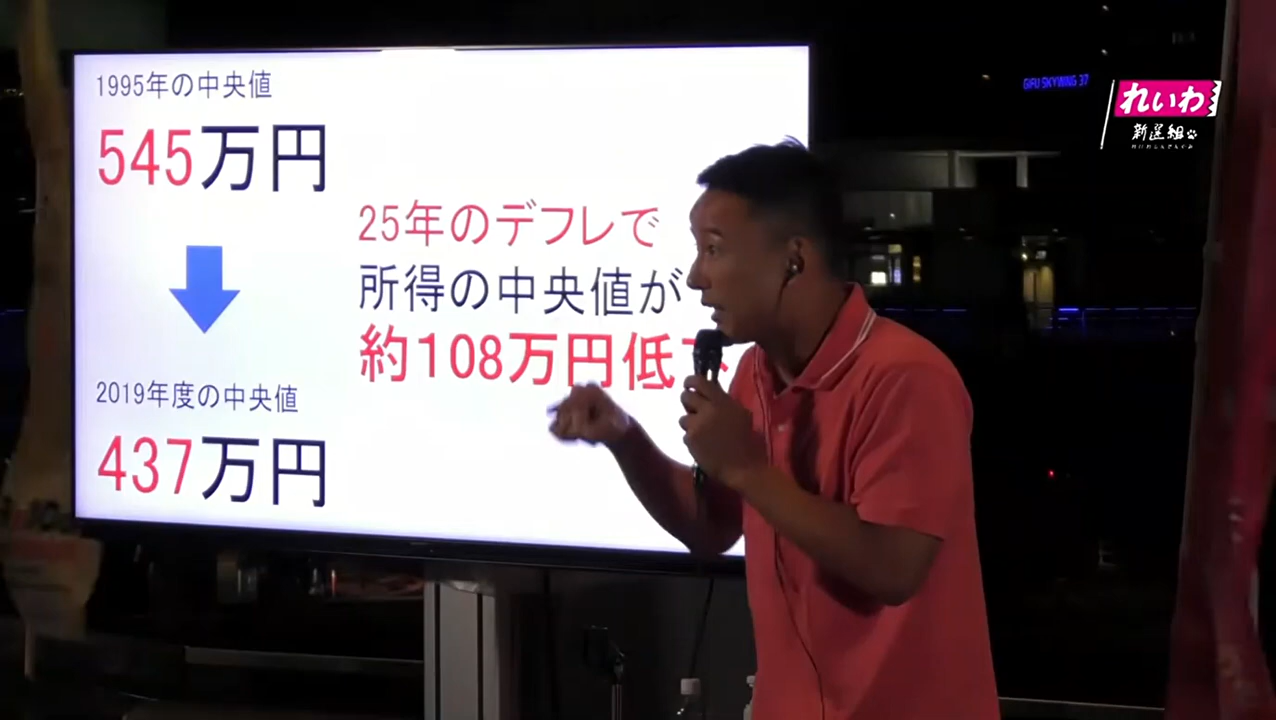 1995年の中央値
545万円
25年のデフレで
所得の中央値が
約108万円低下
2019年度の中央値
437万円
GIFU SKYWING 37
れいわ
新選組